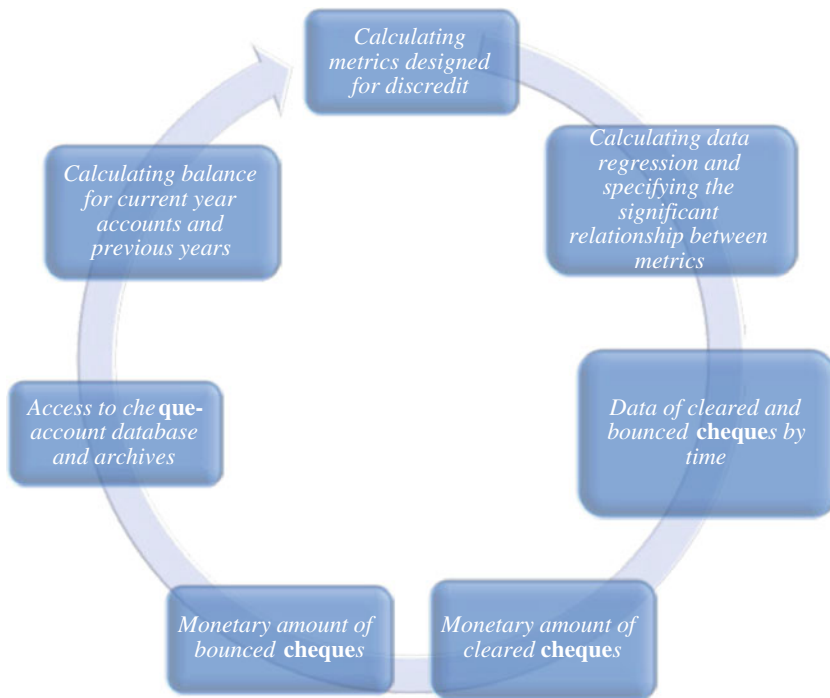 Calculating
metrics designed
for discredit
Calculating data
regression and
specifying the
significant
relationship between
metrics
Data of cleared and
bounced cheques by
time
Monetary amount of
cleared cheques
Monetary amount of
bounced cheques
Access to cheque-
account database
and archives
Calculating balance
for current year
accounts and
previous years